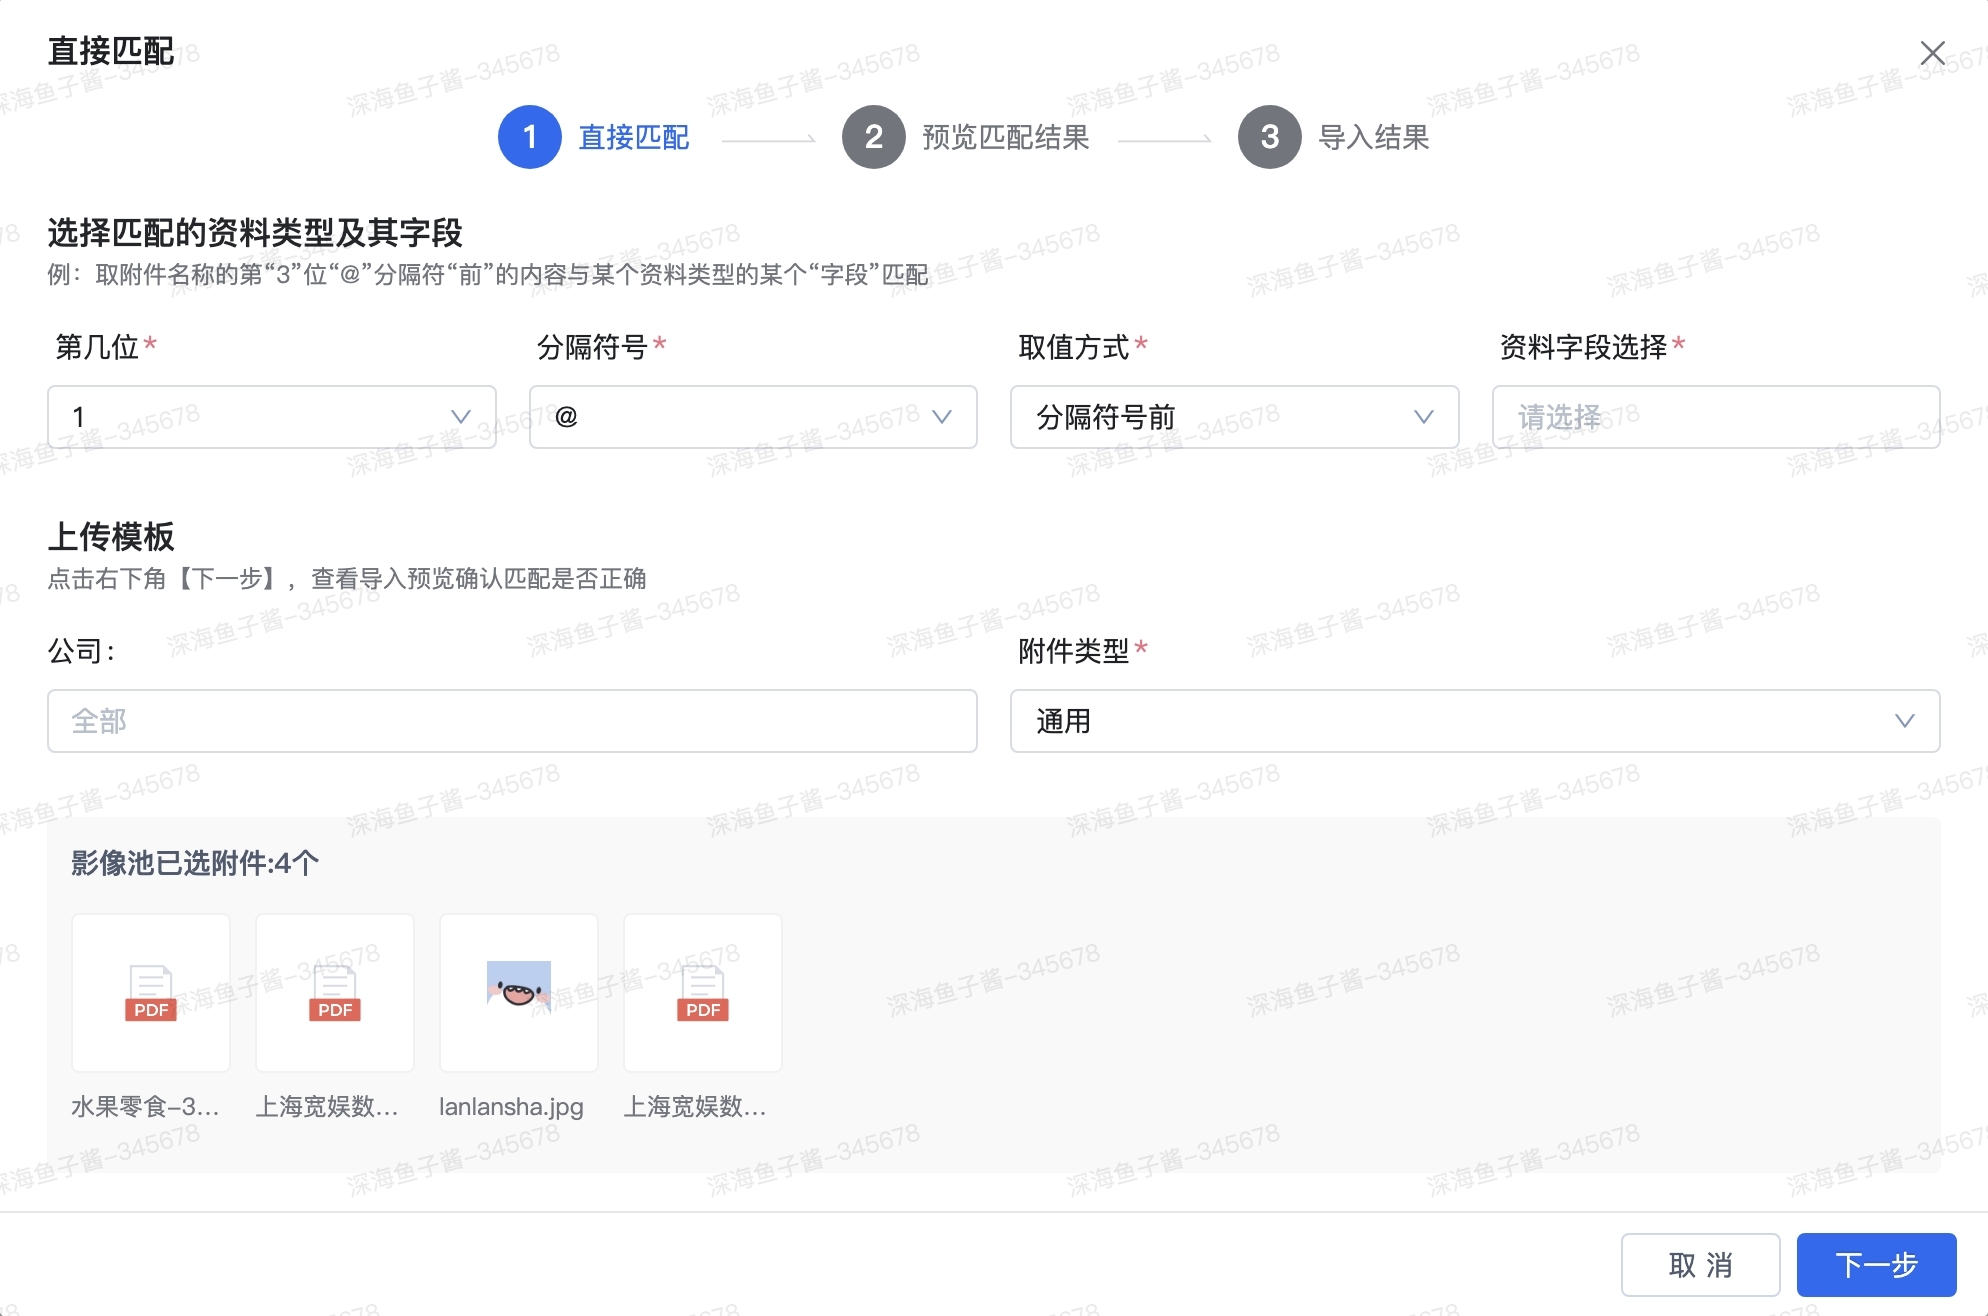 直接匹配
1 直接匹配 2 预览匹配结果 3 导入结果
选择匹配的资料类型及其字段
例：取附件名称的第“3”位“@”分隔符“前”的内容与某个资料类型的某个“字段”匹配
第几位* 分隔符号* 取值方式* 资料字段选择*
1 @ 分隔符号前 请选择
上传模板
点击右下角【下一步】，查看导入预览确认匹配是否正确
公司： 附件类型*
全部 通用
影像池已选附件:4个
PDF PDF PDF
水果零食-3... 上海宽娱数... lanlansha.jpg 上海宽娱数...
取 消 下一步
深海鱼子酱-345678